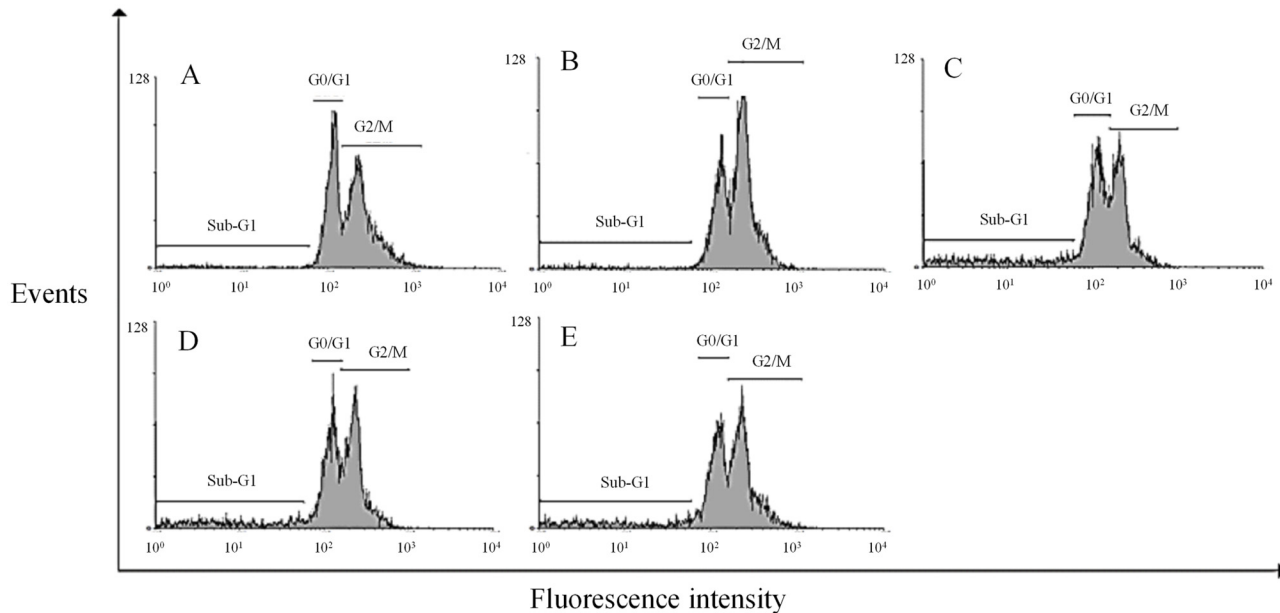 A
128
G0/G1
G2/M
Sub-G1
10⁰ 10¹ 10² 10³ 10⁴
B
128
G2/M
G0/G1
Sub-G1
10⁰ 10¹ 10² 10³ 10⁴
C
128
G0/G1
G2/M
Sub-G1
10⁰ 10¹ 10² 10³ 10⁴
Events
D
128
G0/G1
G2/M
Sub-G1
10⁰ 10¹ 10² 10³ 10⁴
E
128
G0/G1
G2/M
Sub-G1
10⁰ 10¹ 10² 10³ 10⁴
Fluorescence intensity